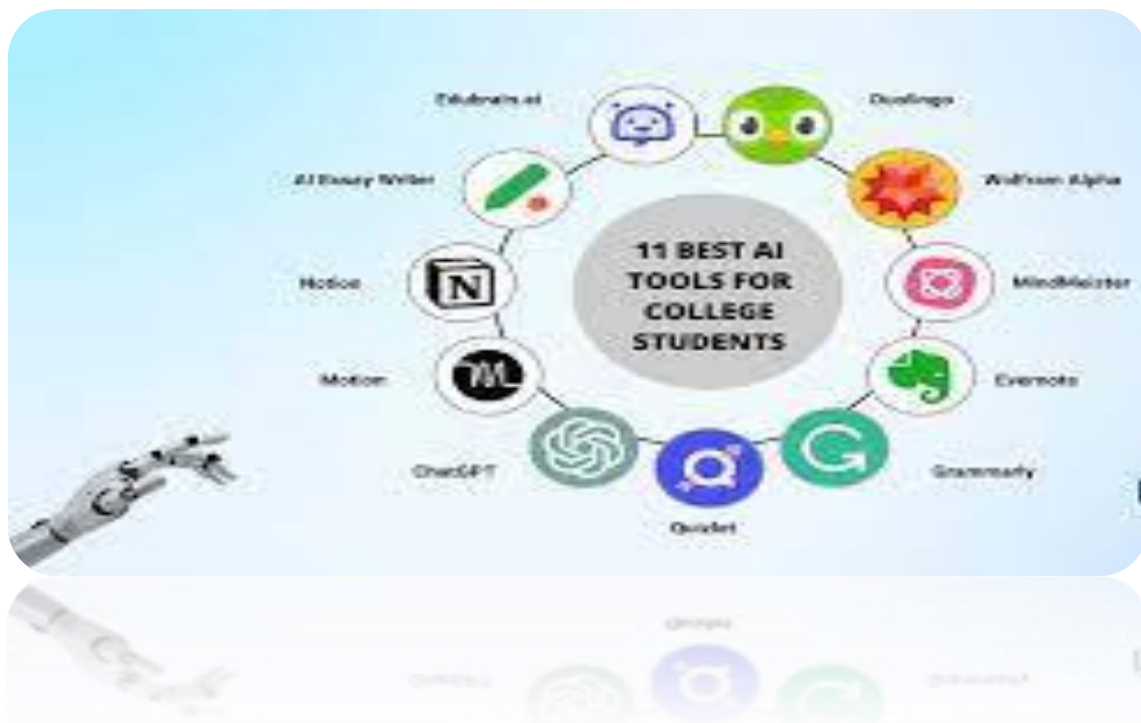 Edubrain.ai
Duolingo
AI Essay Writer
Wolfram Alpha
11 BEST AI
TOOLS FOR
COLLEGE
STUDENTS
Notion
N
MindMeister
Motion
Evernote
ChatGPT
Grammarly
Quizlet